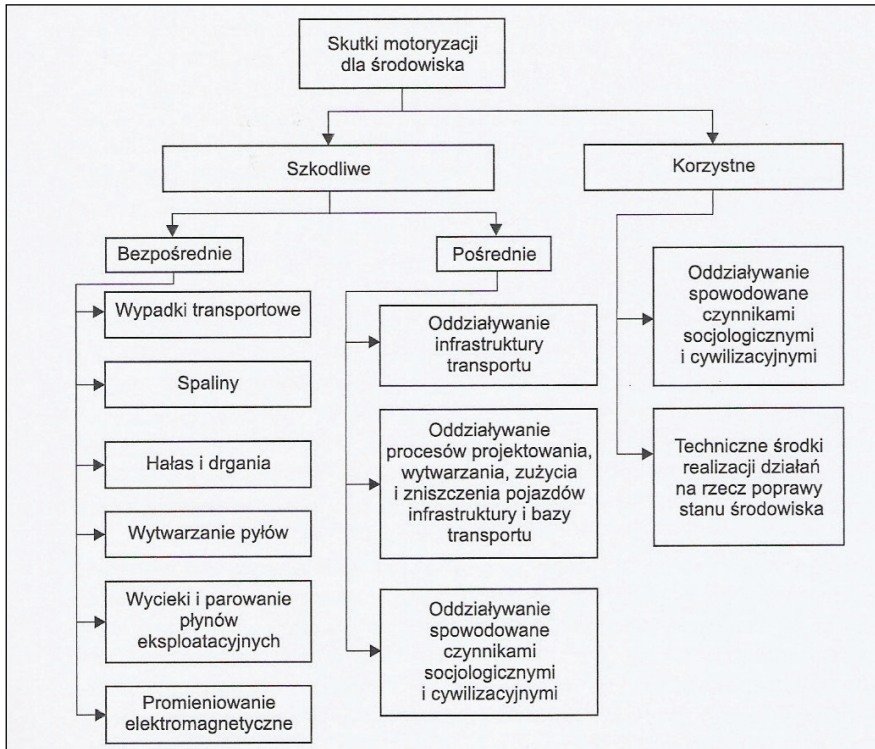 Skutki motoryzacji
dla środowiska
Szkodliwe
Korzystne
Bezpośrednie
Pośrednie
Wypadki transportowe
Spaliny
Hałas i drgania
Wytwarzanie pyłów
Wycieki i parowanie
płynów
eksploatacyjnych
Promieniowanie
elektromagnetyczne
Oddziaływanie
infrastruktury
transportu
Oddziaływanie
procesów projektowania,
wytwarzania, zużycia
i zniszczenia pojazdów
infrastruktury i bazy
transportu
Oddziaływanie
spowodowane
czynnikami
socjologicznymi
i cywilizacyjnymi
Oddziaływanie
spowodowane
czynnikami
socjologicznymi
i cywilizacyjnymi
Techniczne środki
realizacji działań
na rzecz poprawy
stanu środowiska